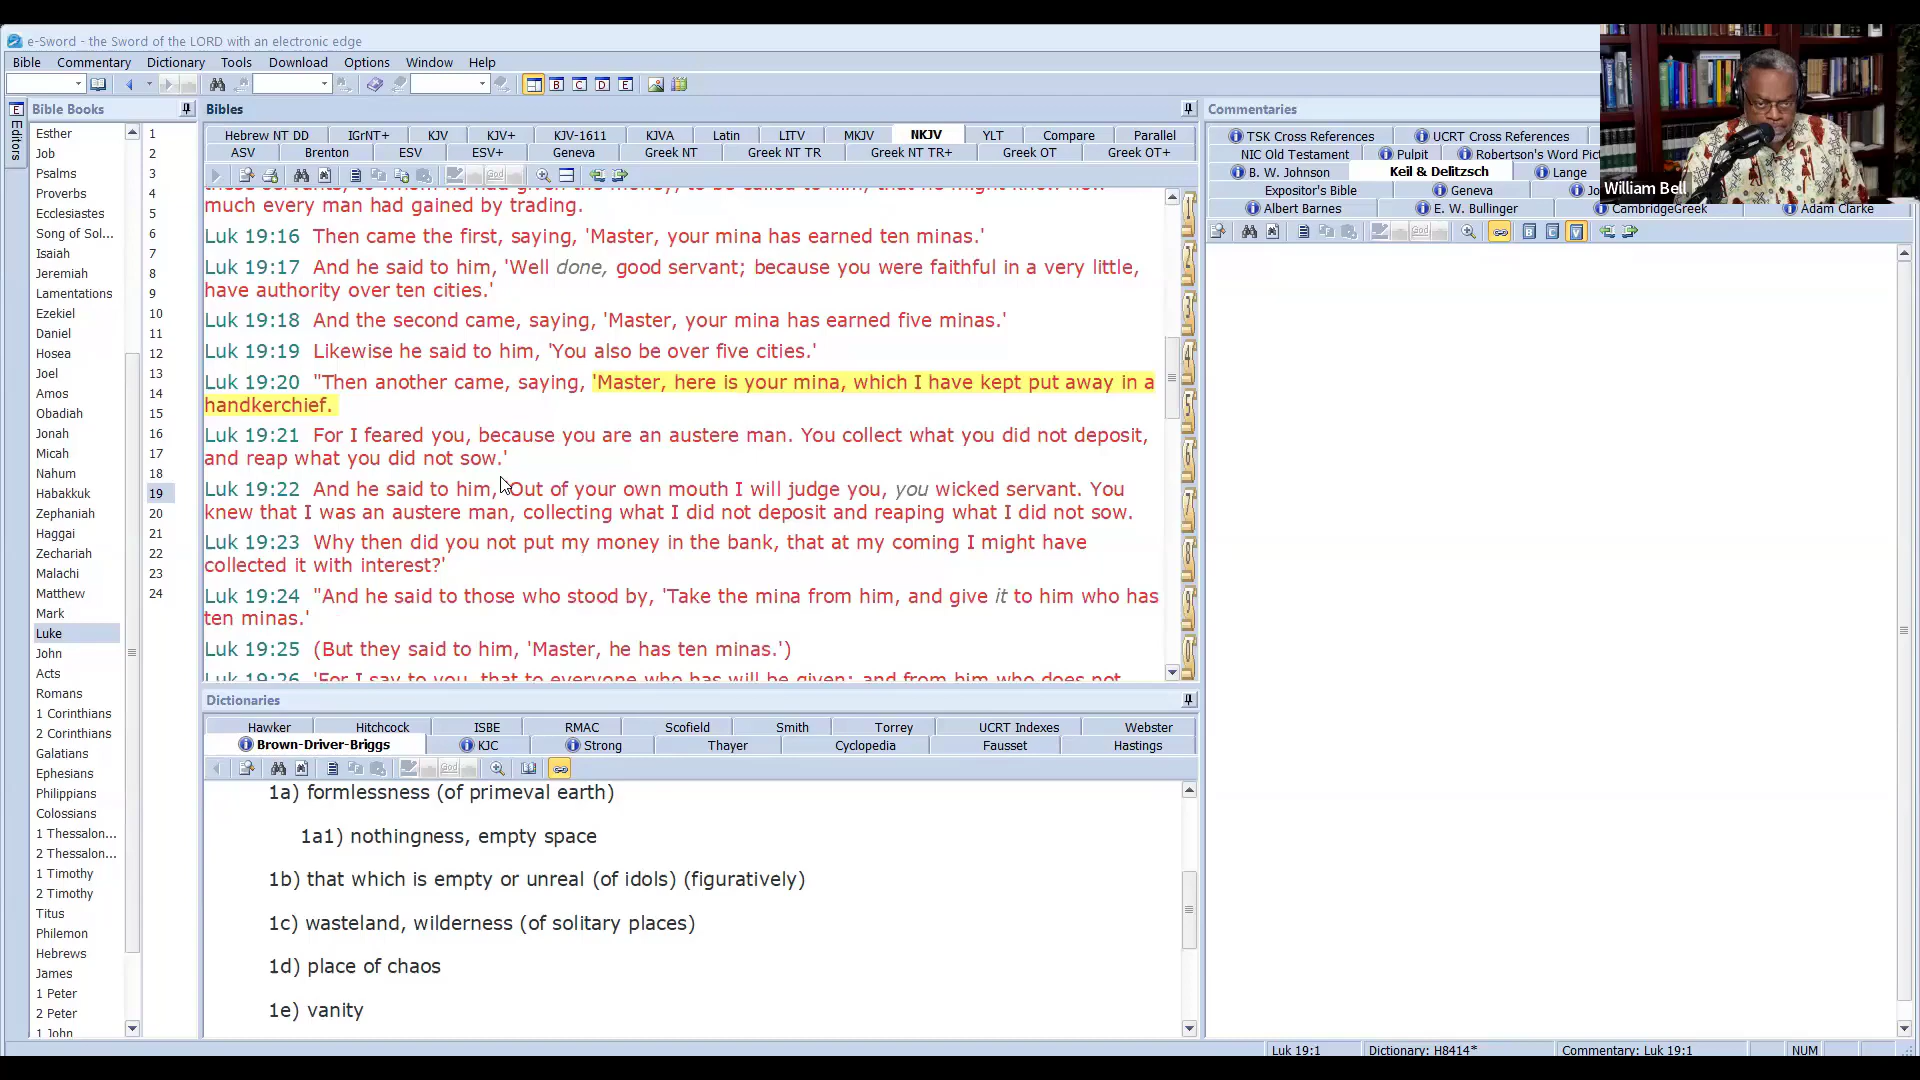 e-Sword - the Sword of the LORD with an electronic edge
Bible Commentary Dictionary Tools Download Options Window Help
B C D E
Editors
Bible Books
Esther
Job
Psalms
Proverbs
Ecclesiastes
Song of Sol...
Isaiah
Jeremiah
Lamentations
Ezekiel
Daniel
Hosea
Joel
Amos
Obadiah
Jonah
Micah
Nahum
Habakkuk
Zephaniah
Haggai
Zechariah
Malachi
Matthew
Mark
Luke
John
Acts
Romans
1 Corinthians
2 Corinthians
Galatians
Ephesians
Philippians
Colossians
1 Thessalon...
2 Thessalon...
1 Timothy
2 Timothy
Titus
Philemon
Hebrews
James
1 Peter
2 Peter
1 John
1
2
3
4
5
6
7
8
9
10
11
12
13
14
15
16
17
18
19
20
21
22
23
24
Bibles
Hebrew NT DD IGrNT+ KJV KJV+ KJV-1611 KJVA Latin LITV MKJV NKJV YLT Compare Parallel
ASV Brenton ESV ESV+ Geneva Greek NT Greek NT TR Greek NT TR+ Greek OT Greek OT+
much every man had gained by trading.
Luk 19:16 Then came the first, saying, 'Master, your mina has earned ten minas.'
Luk 19:17 And he said to him, 'Well done, good servant; because you were faithful in a very little,
have authority over ten cities.'
Luk 19:18 And the second came, saying, 'Master, your mina has earned five minas.'
Luk 19:19 Likewise he said to him, 'You also be over five cities.'
Luk 19:20 "Then another came, saying, 'Master, here is your mina, which I have kept put away in a
handkerchief.
Luk 19:21 For I feared you, because you are an austere man. You collect what you did not deposit,
and reap what you did not sow.'
Luk 19:22 And he said to him, 'Out of your own mouth I will judge you, you wicked servant. You
knew that I was an austere man, collecting what I did not deposit and reaping what I did not sow.
Luk 19:23 Why then did you not put my money in the bank, that at my coming I might have
collected it with interest?'
Luk 19:24 "And he said to those who stood by, 'Take the mina from him, and give it to him who has
ten minas.'
Luk 19:25 (But they said to him, 'Master, he has ten minas.')
Luk 19:26 'For I say to you, that to everyone who has will be given; and from him who does not
Dictionaries
Hawker Hitchcock ISBE RMAC Scofield Smith Torrey UCRT Indexes Webster
Brown-Driver-Briggs KJC Strong Thayer Cyclopedia Fausset Hastings
1a) formlessness (of primeval earth)
1a1) nothingness, empty space
1b) that which is empty or unreal (of idols) (figuratively)
1c) wasteland, wilderness (of solitary places)
1d) place of chaos
1e) vanity
Commentaries
TSK Cross References UCRT Cross References
NIC Old Testament Pulpit Robertson's Word Pict
B. W. Johnson Keil & Delitzsch Lange
Expositor's Bible Geneva
Albert Barnes E. W. Bullinger CambridgeGreek Adam Clarke
William Bell
Luk 19:1 Dictionary: H8414* Commentary: Luk 19:1 NUM